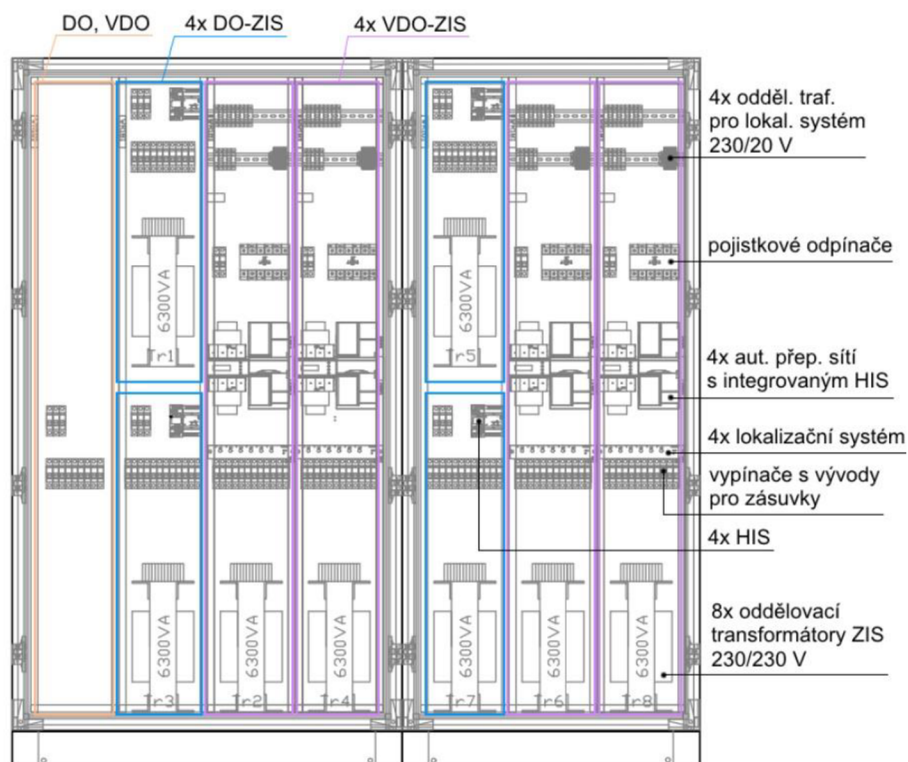 DO, VDO
4x DO-ZIS
4x VDO-ZIS
4x odděl. traf.
pro lokal. systém
230/20 V
pojistkové odpínače
6300VA
Tr1
6300VA
Tr5
4x aut. přep. sítí
s integrovaným HIS
4x lokalizační systém
vypínače s vývody
pro zásuvky
4x HIS
8x oddělovací
transformátory ZIS
230/230 V
6300VA
Tr3
6300VA
Tr2
6300VA
Tr4
6300VA
Tr7
6300VA
Tr6
6300VA
Tr8